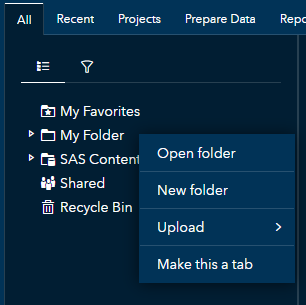 All Recent Projects Prepare Data Repo
My Favorites
My Folder
SAS Content
Shared
Recycle Bin
Open folder
New folder
Upload
Make this a tab